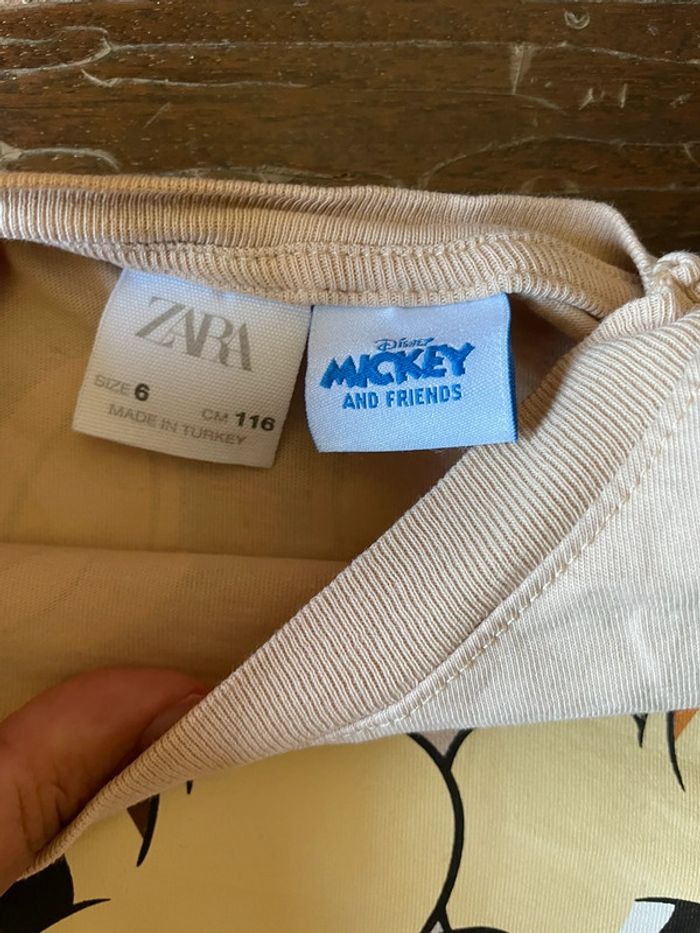 ZARA
SIZE 6 CM 116
MADE IN TURKEY
Disney
MICKEY
AND FRIENDS